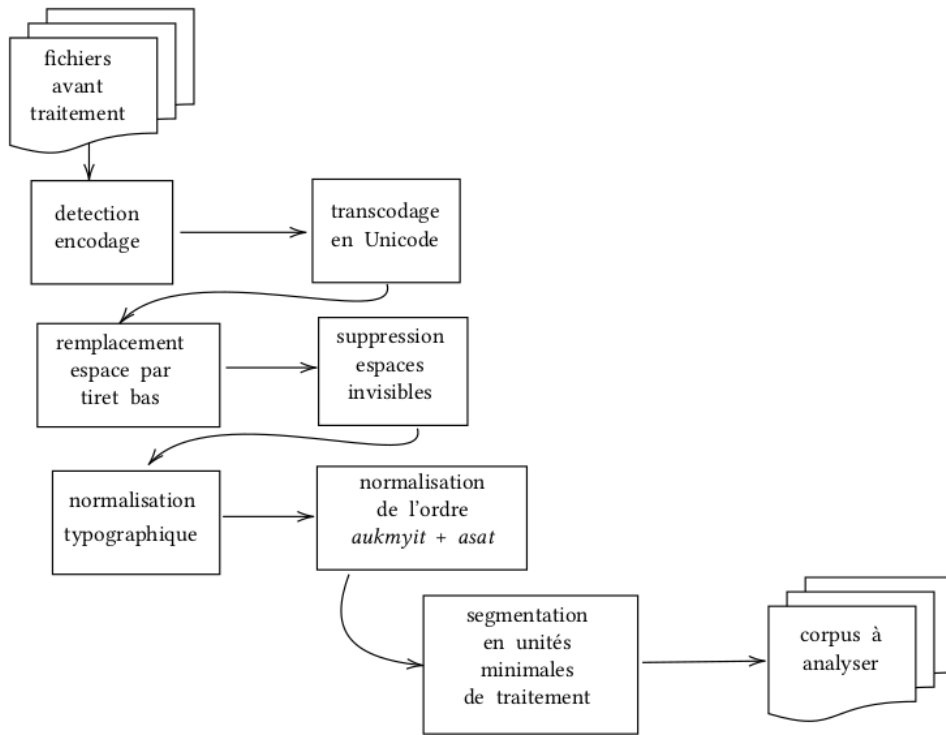 fichiers
avant
traitement
detection
encodage
transcodage
en Unicode
remplacement
espace par
tiret bas
suppression
espaces
invisibles
normalisation
typographique
normalisation
de l'ordre
aukmyit + asat
segmentation
en unités
minimales
de traitement
corpus à
analyser